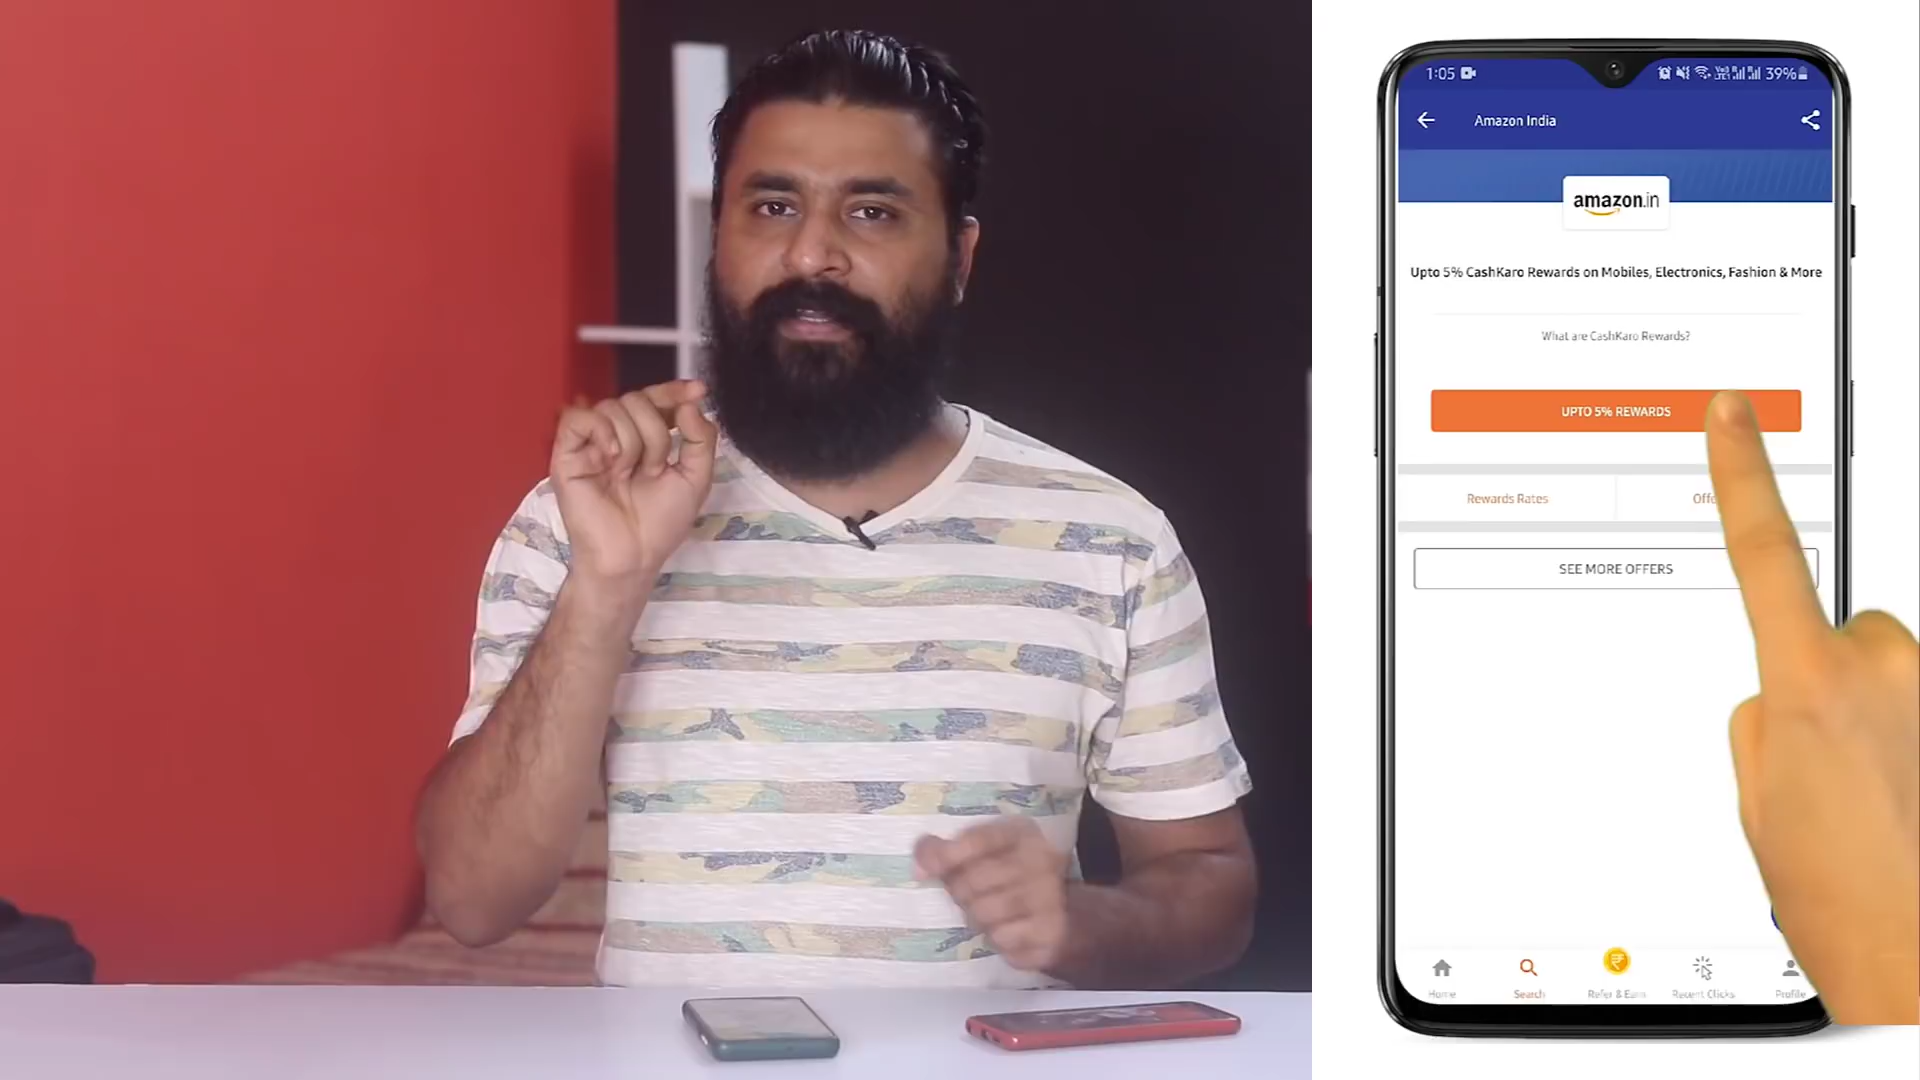 1:05
39%
Amazon India
amazon.in
Upto 5% CashKaro Rewards on Mobiles, Electronics, Fashion & More
What are CashKaro Rewards?
UPTO 5% REWARDS
Rewards Rates
SEE MORE OFFERS
Home
Search
Refer & Earn
Recent Clicks
Profile